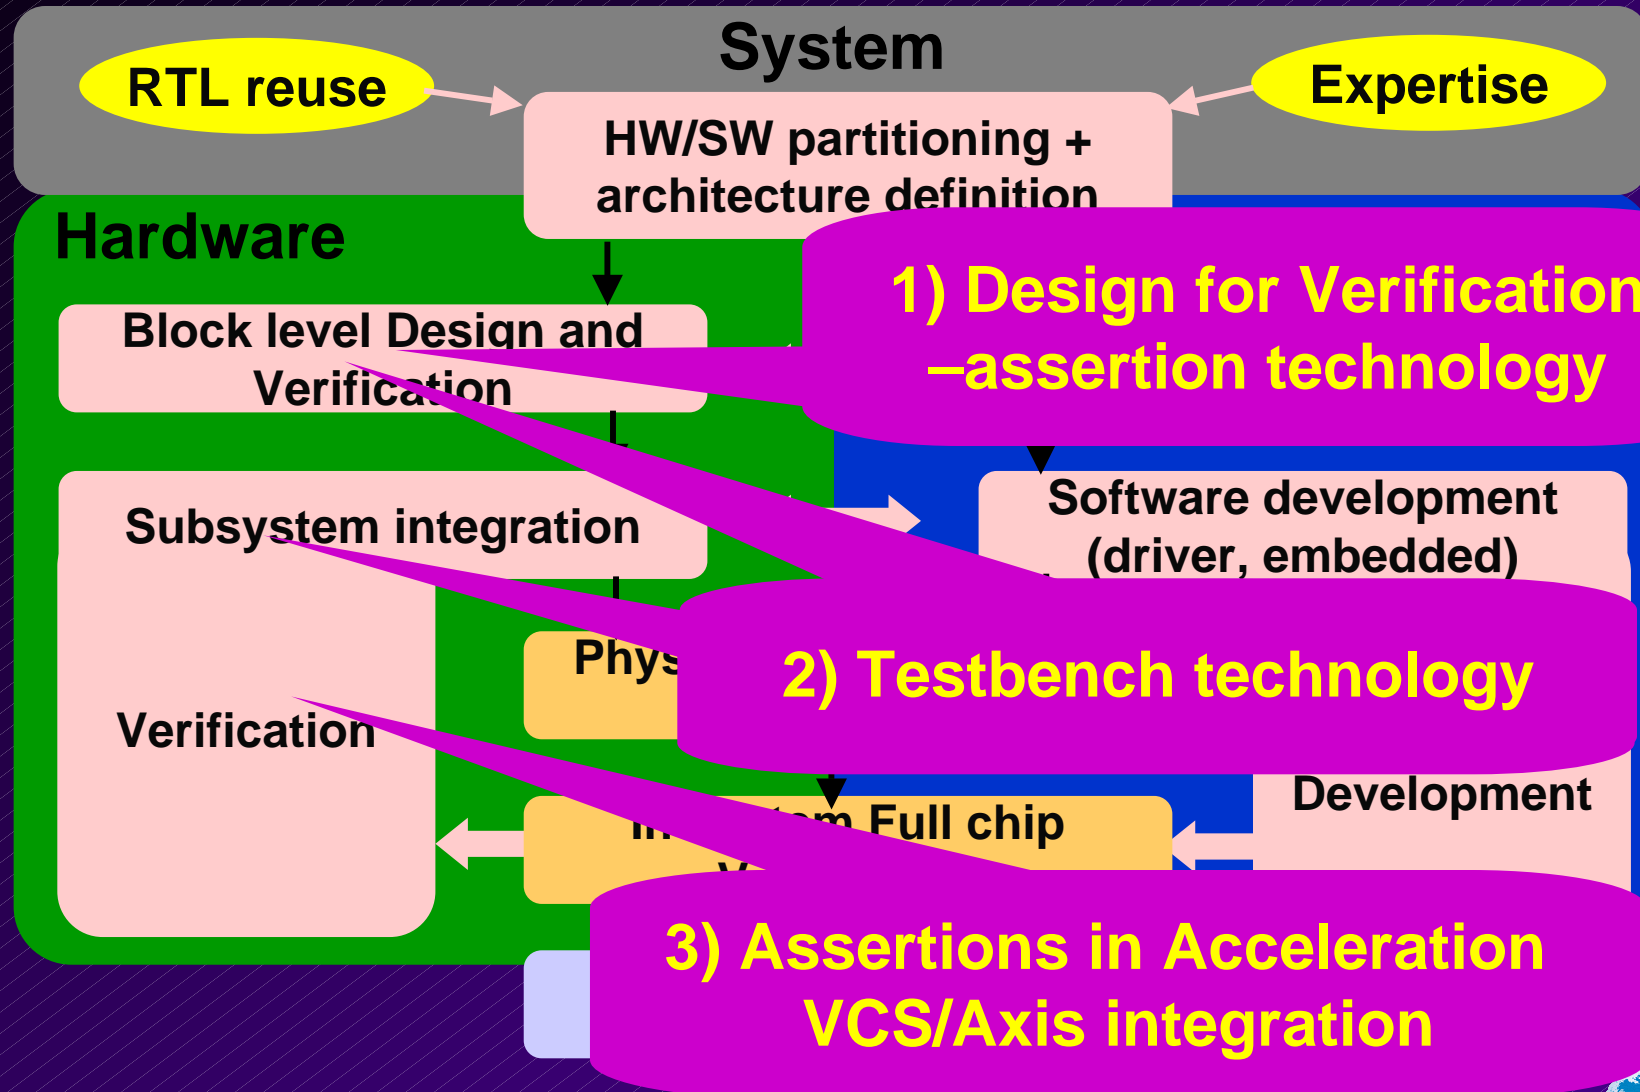 System
RTL reuse
Expertise
HW/SW partitioning +
architecture definition
Hardware
1) Design for Verification
–assertion technology
Block level Design and
Verification
Software development
(driver, embedded)
Subsystem integration
2) Testbench technology
Verification
Development
Full chip
3) Assertions in Acceleration
VCS/Axis integration